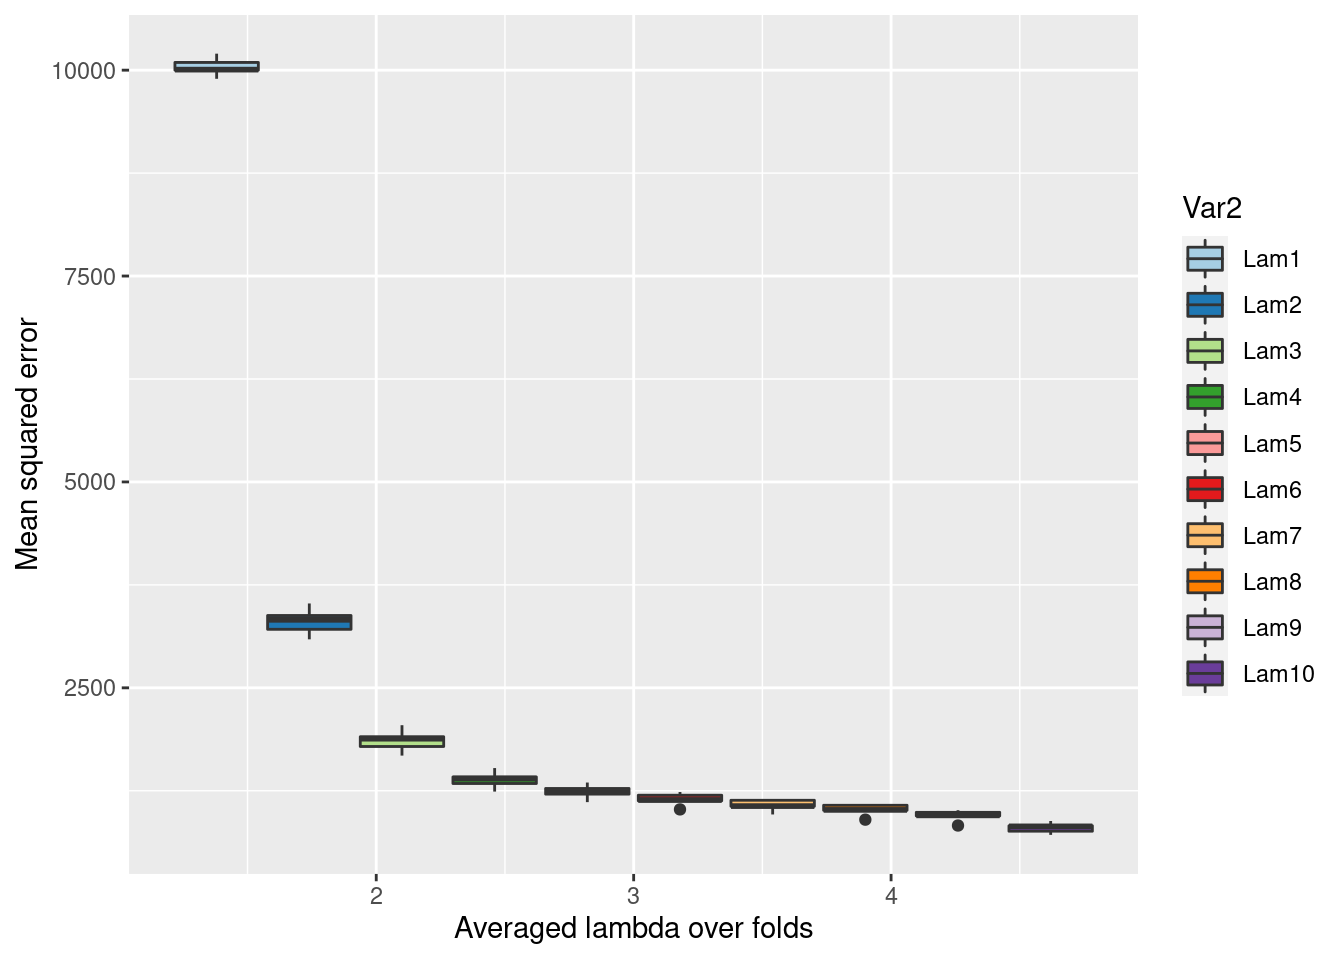 10000
7500
5000
2500
Mean squared error
2
3
4
Averaged lambda over folds
Var2
Lam1
Lam2
Lam3
Lam4
Lam5
Lam6
Lam7
Lam8
Lam9
Lam10